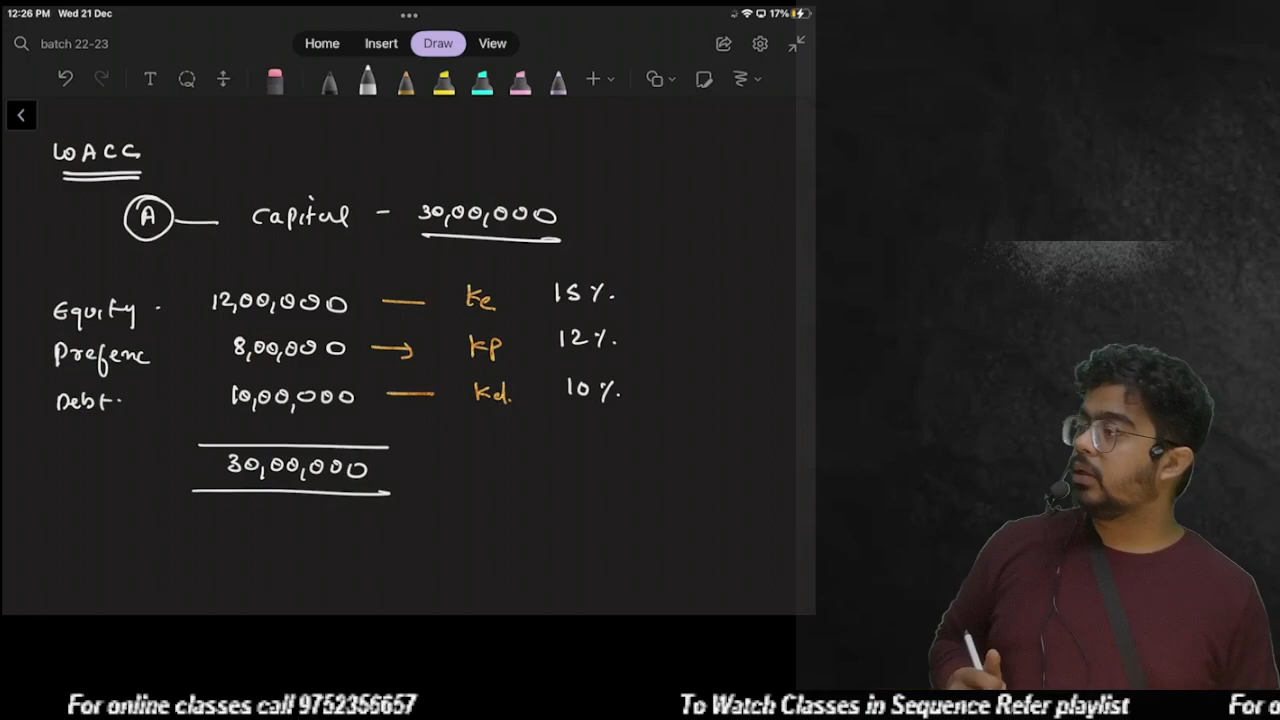 12:26 PM Wed 21 Dec
17%
batch 22-23
Home Insert Draw View
WACC
A — Capital - 30,00,000
Equity - 12,00,000 — Ke 15%.
Prefenc 8,00,000 → Kp 12%.
Debt. 10,00,000 — Kd. 10%.
30,00,000
For online classes call 9752356657
To Watch Classes in Sequence Refer playlist
For o